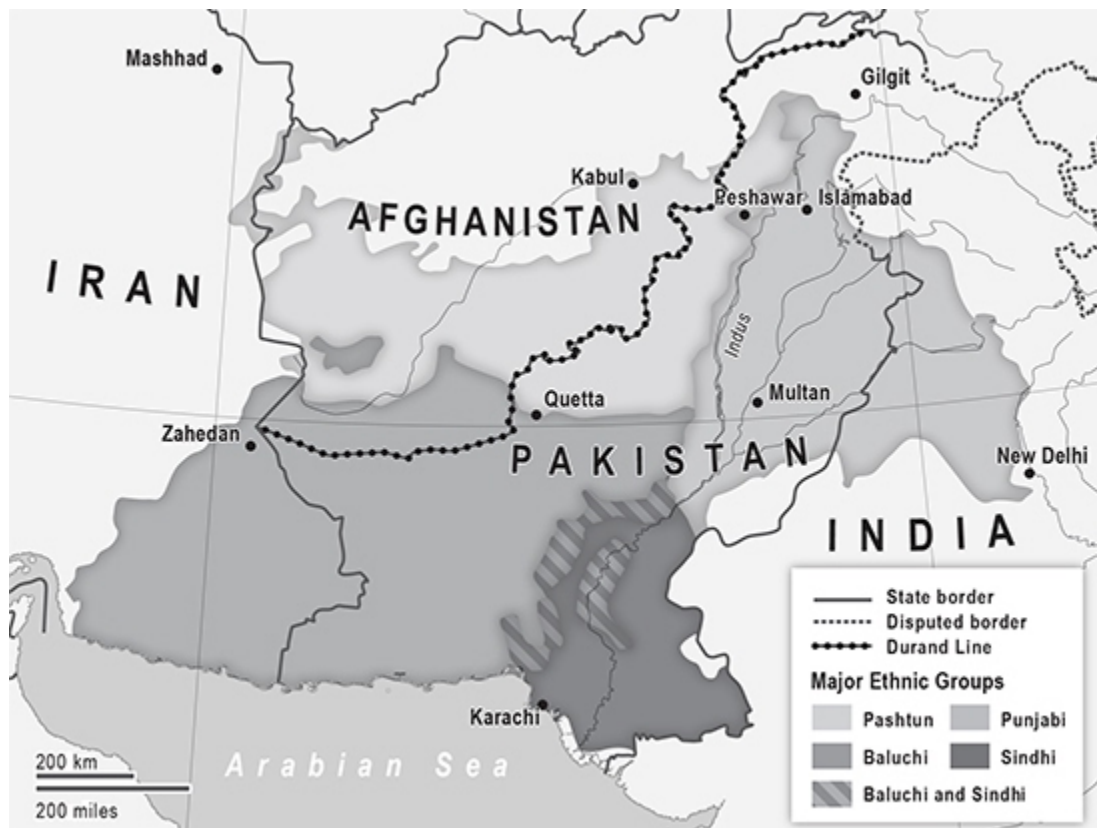 Mashhad
Gilgit
Kabul
Peshawar
Islamabad
AFGHANISTAN
IRAN
Indus
Quetta
Multan
Zahedan
PAKISTAN
New Delhi
INDIA
Karachi
Arabian Sea
200 km
200 miles
State border
Disputed border
Durand Line
Major Ethnic Groups
Pashtun Punjabi
Baluchi Sindhi
Baluchi and Sindhi